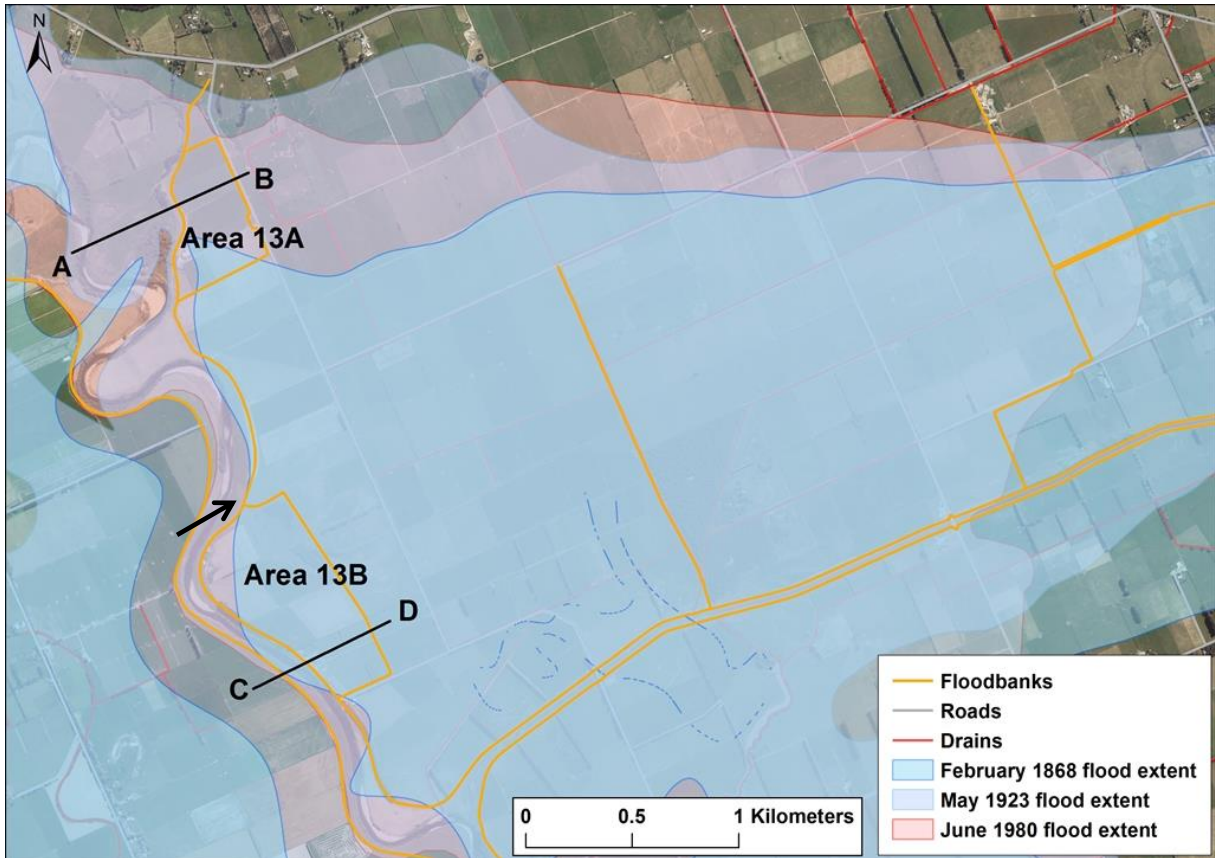 N
B
Area 13A
A
Area 13B
D
C
0 0.5 1 Kilometers
Floodbanks
Roads
Drains
February 1868 flood extent
May 1923 flood extent
June 1980 flood extent